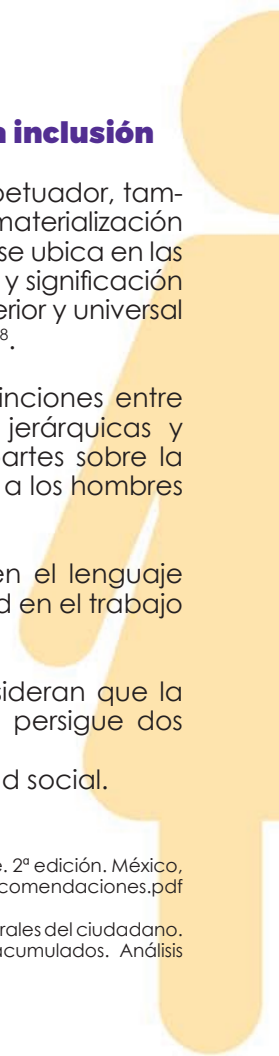 inclusión
petuador, tam-
materialización
se ubica en las
y significación
erior y universal
8.
inciones entre
jerárquicas y
artes sobre la
a los hombres
en el lenguaje
d en el trabajo
sideran que la
persigue dos
d social.
e. 2ª edición. México,
comendaciones.pdf
rales del ciudadano.
acumulados. Análisis